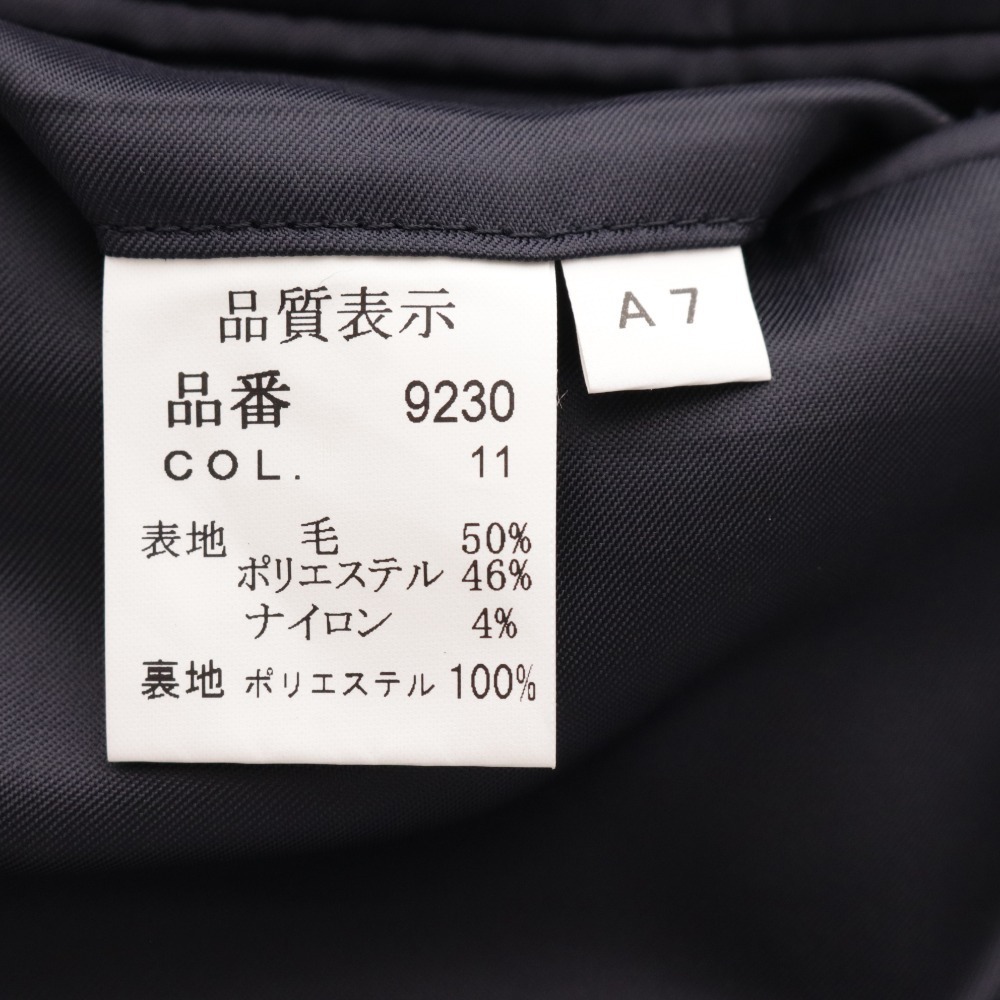 品質表示
品番 9230
COL. 11
表地 毛 50%
ポリエステル 46%
ナイロン 4%
裏地 ポリエステル 100%
A7